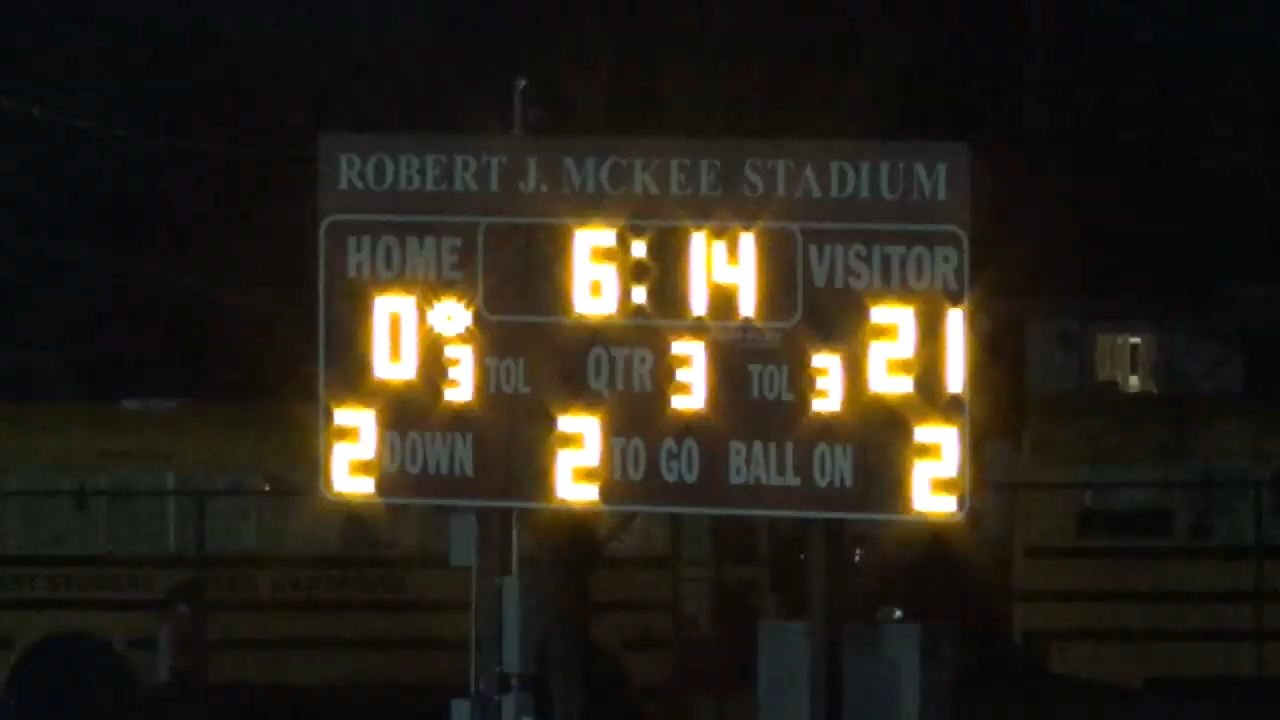 ROBERT J. MCKEE STADIUM
HOME 6:14 VISITOR
0 21
3 TOL QTR 3 TOL 3
2 DOWN 2 TO GO BALL ON 2